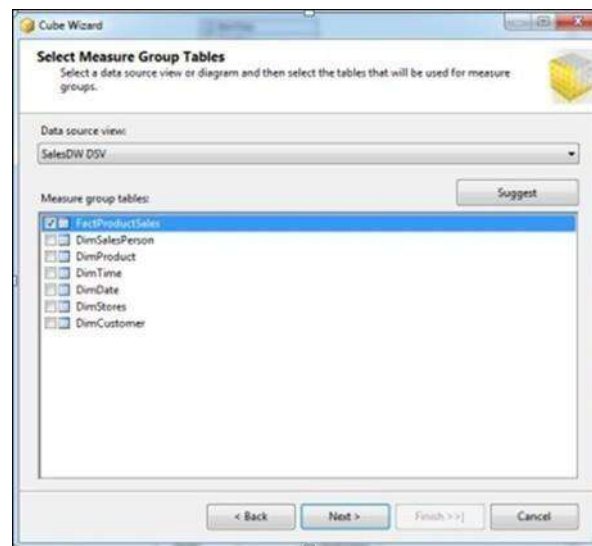 Cube Wizard
Select Measure Group Tables
Select a data source view or diagram and then select the tables that will be used for measure
groups.
Data source view:
SalesDW DSV
Measure group tables:
Suggest
FactProductSales
DimSalesPerson
DimProduct
DimTime
DimDate
DimStores
DimCustomer
< Back
Next >
Finish >>|
Cancel